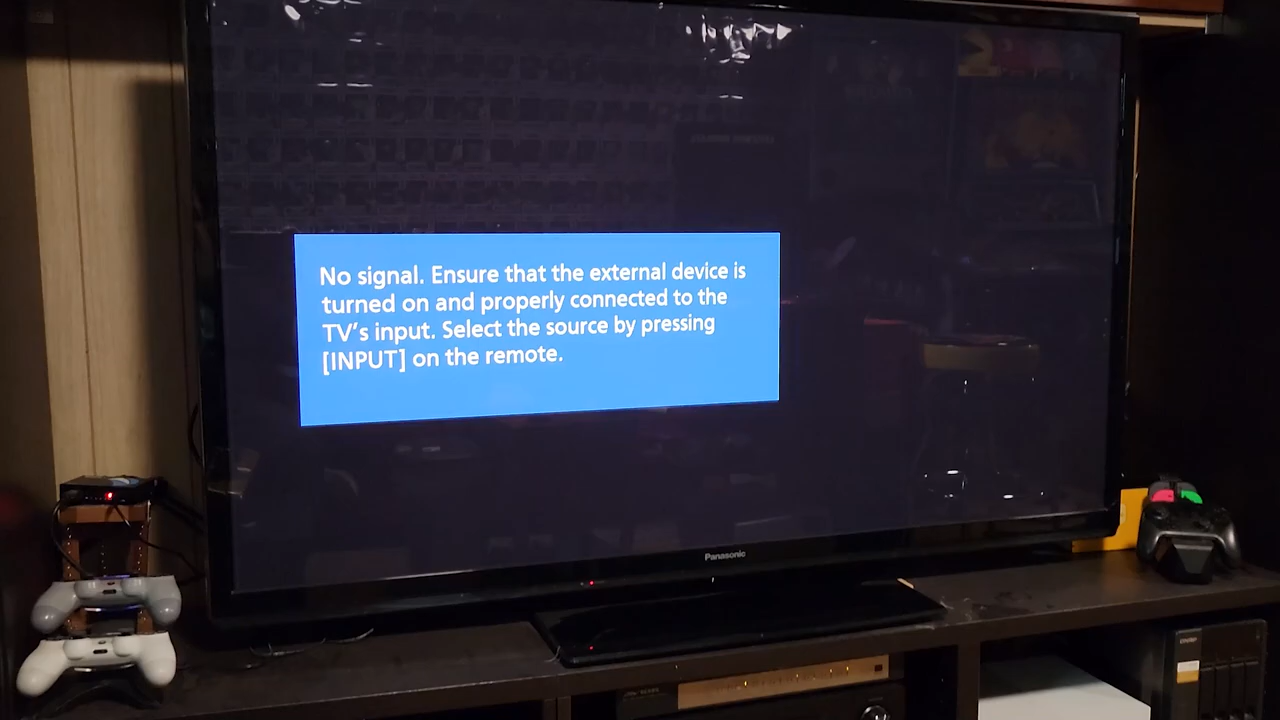 No signal. Ensure that the external device is
turned on and properly connected to the
TV's input. Select the source by pressing
[INPUT] on the remote.
Panasonic